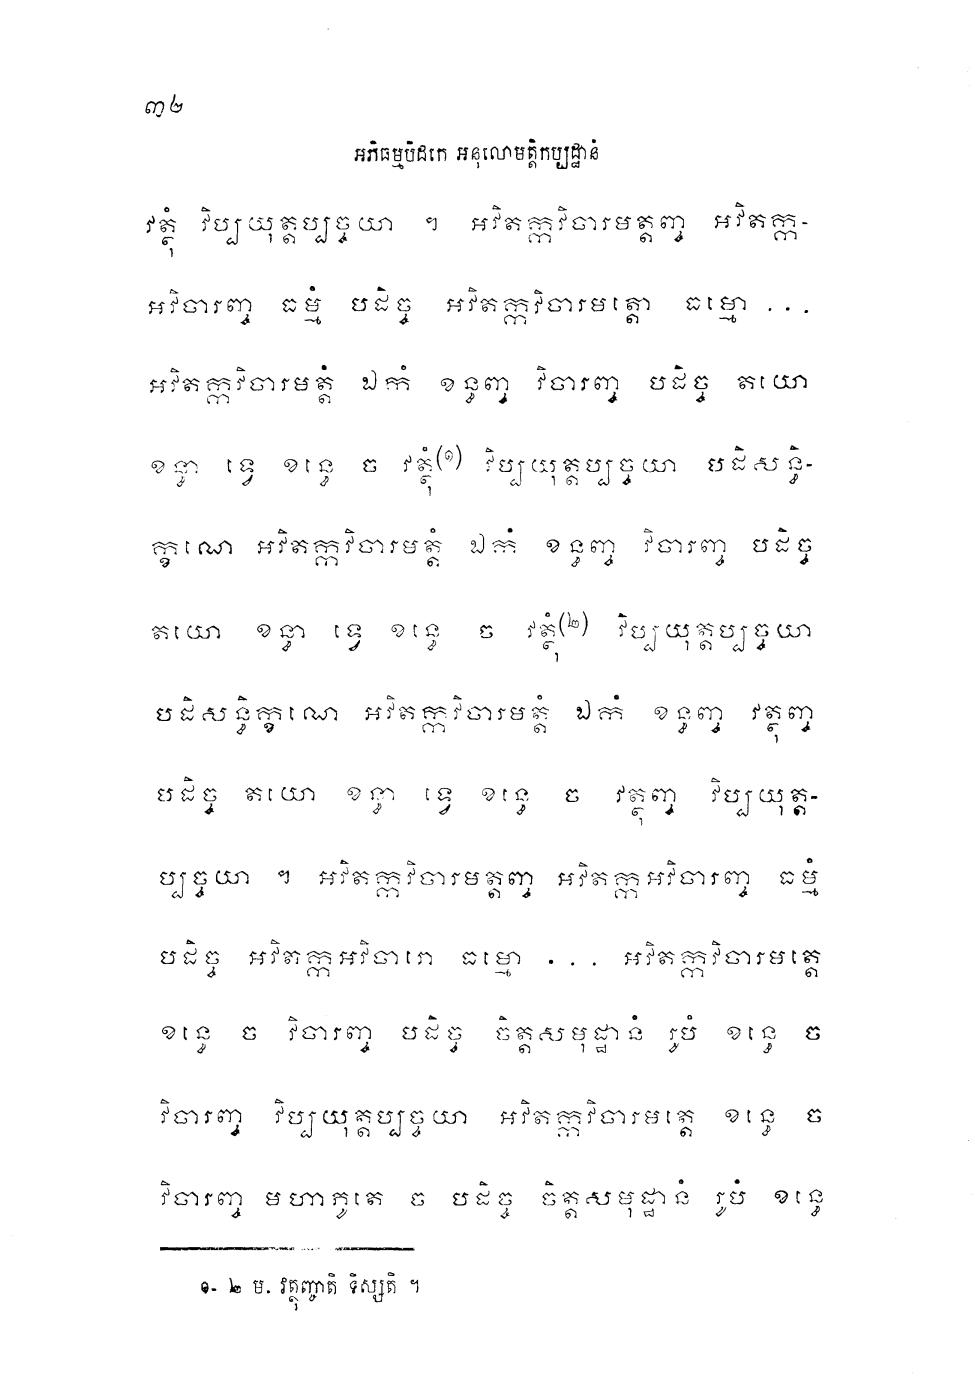 ៣២
អភិធម្មបិដកេ អនុលោមត្តិកប្បដ្ឋានំ
វត្ថុំ វិប្បយុត្តប្បច្ចយា ។ អវិតក្កវិចារមត្តញ្ច អវិតក្ក-
អវិចារញ្ច ធម្មំ បដិច្ច អវិតក្កវិចារមត្តោ ធម្មោ ...
អវិតក្កវិចារមត្តំ ឯកំ ខន្ធញ្ច វិចារញ្ច បដិច្ច តយោ
ខន្ធា ទ្វេ ខន្ធេ ច វត្ថុំ(១) វិប្បយុត្តប្បច្ចយា បដិសន្ធិ-
ក្ខណេ អវិតក្កវិចារមត្តំ ឯកំ ខន្ធញ្ច វិចារញ្ច បដិច្ច
តយោ ខន្ធា ទ្វេ ខន្ធេ ច វត្ថុំ(២) វិប្បយុត្តប្បច្ចយា
បដិសន្ធិក្ខណេ អវិតក្កវិចារមត្តំ ឯកំ ខន្ធញ្ច វត្ថុញ្ច
បដិច្ច តយោ ខន្ធា ទ្វេ ខន្ធេ ច វត្ថុញ្ច វិប្បយុត្ត-
ប្បច្ចយា ។ អវិតក្កវិចារមត្តញ្ច អវិតក្កអវិចារញ្ច ធម្មំ
បដិច្ច អវិតក្កអវិចារោ ធម្មោ ... អវិតក្កវិចារមត្តេ
ខន្ធេ ច វិចារញ្ច បដិច្ច ចិត្តសមុដ្ឋានំ រូបំ ខន្ធេ ច
វិចារញ្ច វិប្បយុត្តប្បច្ចយា អវិតក្កវិចារមត្តេ ខន្ធេ ច
វិចារញ្ច មហាភូតេ ច បដិច្ច ចិត្តសមុដ្ឋានំ រូបំ ខន្ធេ
១- ២ ម. វត្ថុញ្ចាតិ ទិស្សតិ ។